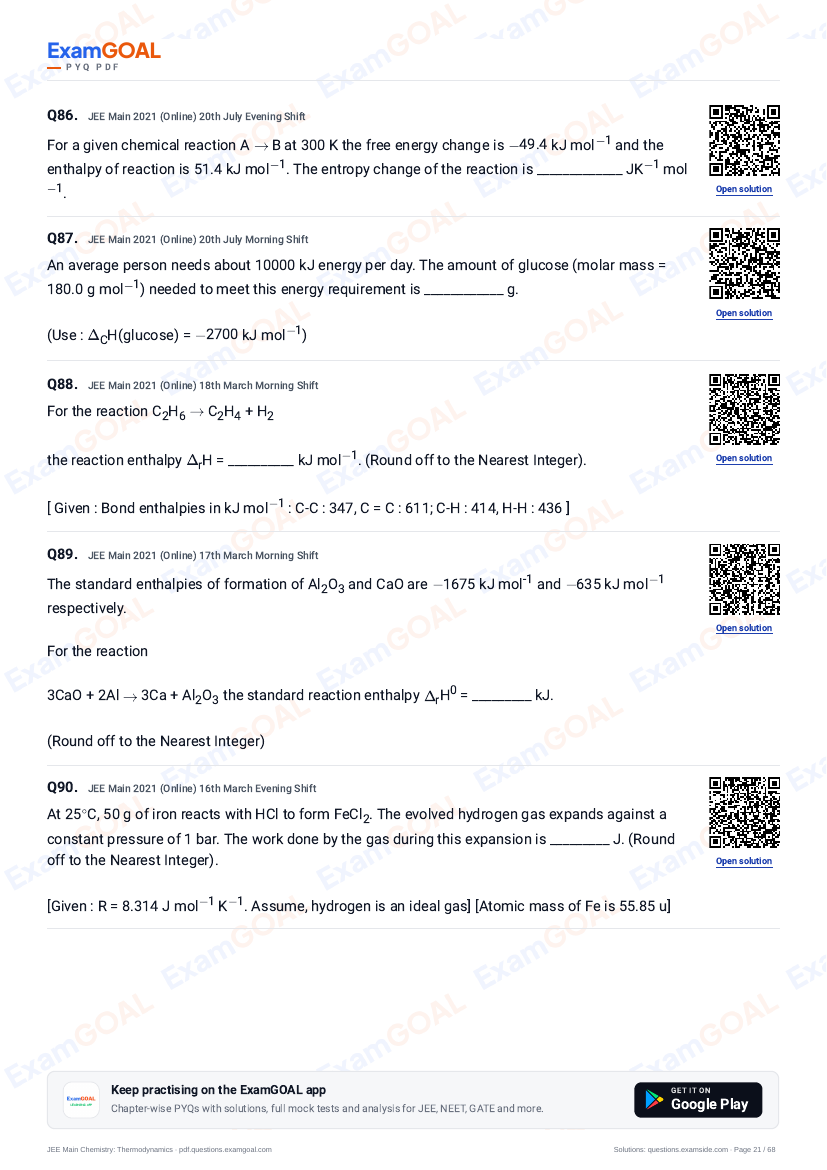 ExamGOAL
PYQ PDF
Q86. JEE Main 2021 (Online) 20th July Evening Shift
For a given chemical reaction A → B at 300 K the free energy change is −49.4 kJ mol⁻¹ and the
enthalpy of reaction is 51.4 kJ mol⁻¹. The entropy change of the reaction is ____________ JK⁻¹ mol
⁻¹.
Open solution
Q87. JEE Main 2021 (Online) 20th July Morning Shift
An average person needs about 10000 kJ energy per day. The amount of glucose (molar mass =
180.0 g mol⁻¹) needed to meet this energy requirement is ___________ g.
(Use : Δ_CH(glucose) = −2700 kJ mol⁻¹)
Open solution
Q88. JEE Main 2021 (Online) 18th March Morning Shift
For the reaction C₂H₆ → C₂H₄ + H₂
the reaction enthalpy ΔᵣH = _________ kJ mol⁻¹. (Round off to the Nearest Integer).
[ Given : Bond enthalpies in kJ mol⁻¹ : C-C : 347, C = C : 611; C-H : 414, H-H : 436 ]
Open solution
Q89. JEE Main 2021 (Online) 17th March Morning Shift
The standard enthalpies of formation of Al₂O₃ and CaO are −1675 kJ mol⁻¹ and −635 kJ mol⁻¹
respectively.
For the reaction
3CaO + 2Al → 3Ca + Al₂O₃ the standard reaction enthalpy ΔᵣH⁰ = ________ kJ.
(Round off to the Nearest Integer)
Open solution
Q90. JEE Main 2021 (Online) 16th March Evening Shift
At 25°C, 50 g of iron reacts with HCl to form FeCl₂. The evolved hydrogen gas expands against a
constant pressure of 1 bar. The work done by the gas during this expansion is ________ J. (Round
off to the Nearest Integer).
[Given : R = 8.314 J mol⁻¹ K⁻¹. Assume, hydrogen is an ideal gas] [Atomic mass of Fe is 55.85 u]
Open solution
ExamGOAL
Keep practising on the ExamGOAL app
Chapter-wise PYQs with solutions, full mock tests and analysis for JEE, NEET, GATE and more.
GET IT ON
Google Play
JEE Main Chemistry: Thermodynamics · pdf.questions.examgoal.com
Solutions: questions.examside.com · Page 21 / 68